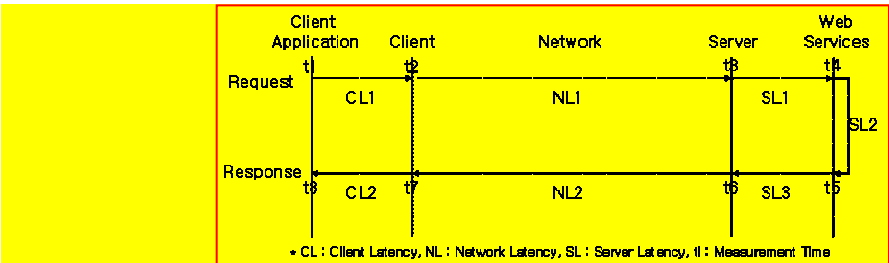 Client Application
Client
Network
Server
Web Services
t1
t2
t3
t4
Request
CL1
NL1
SL1
SL2
Response
t8
CL2
t7
NL2
t6
SL3
t5
* CL : Client Latency, NL : Network Latency, SL : Server Latency, ti : Measurement Time